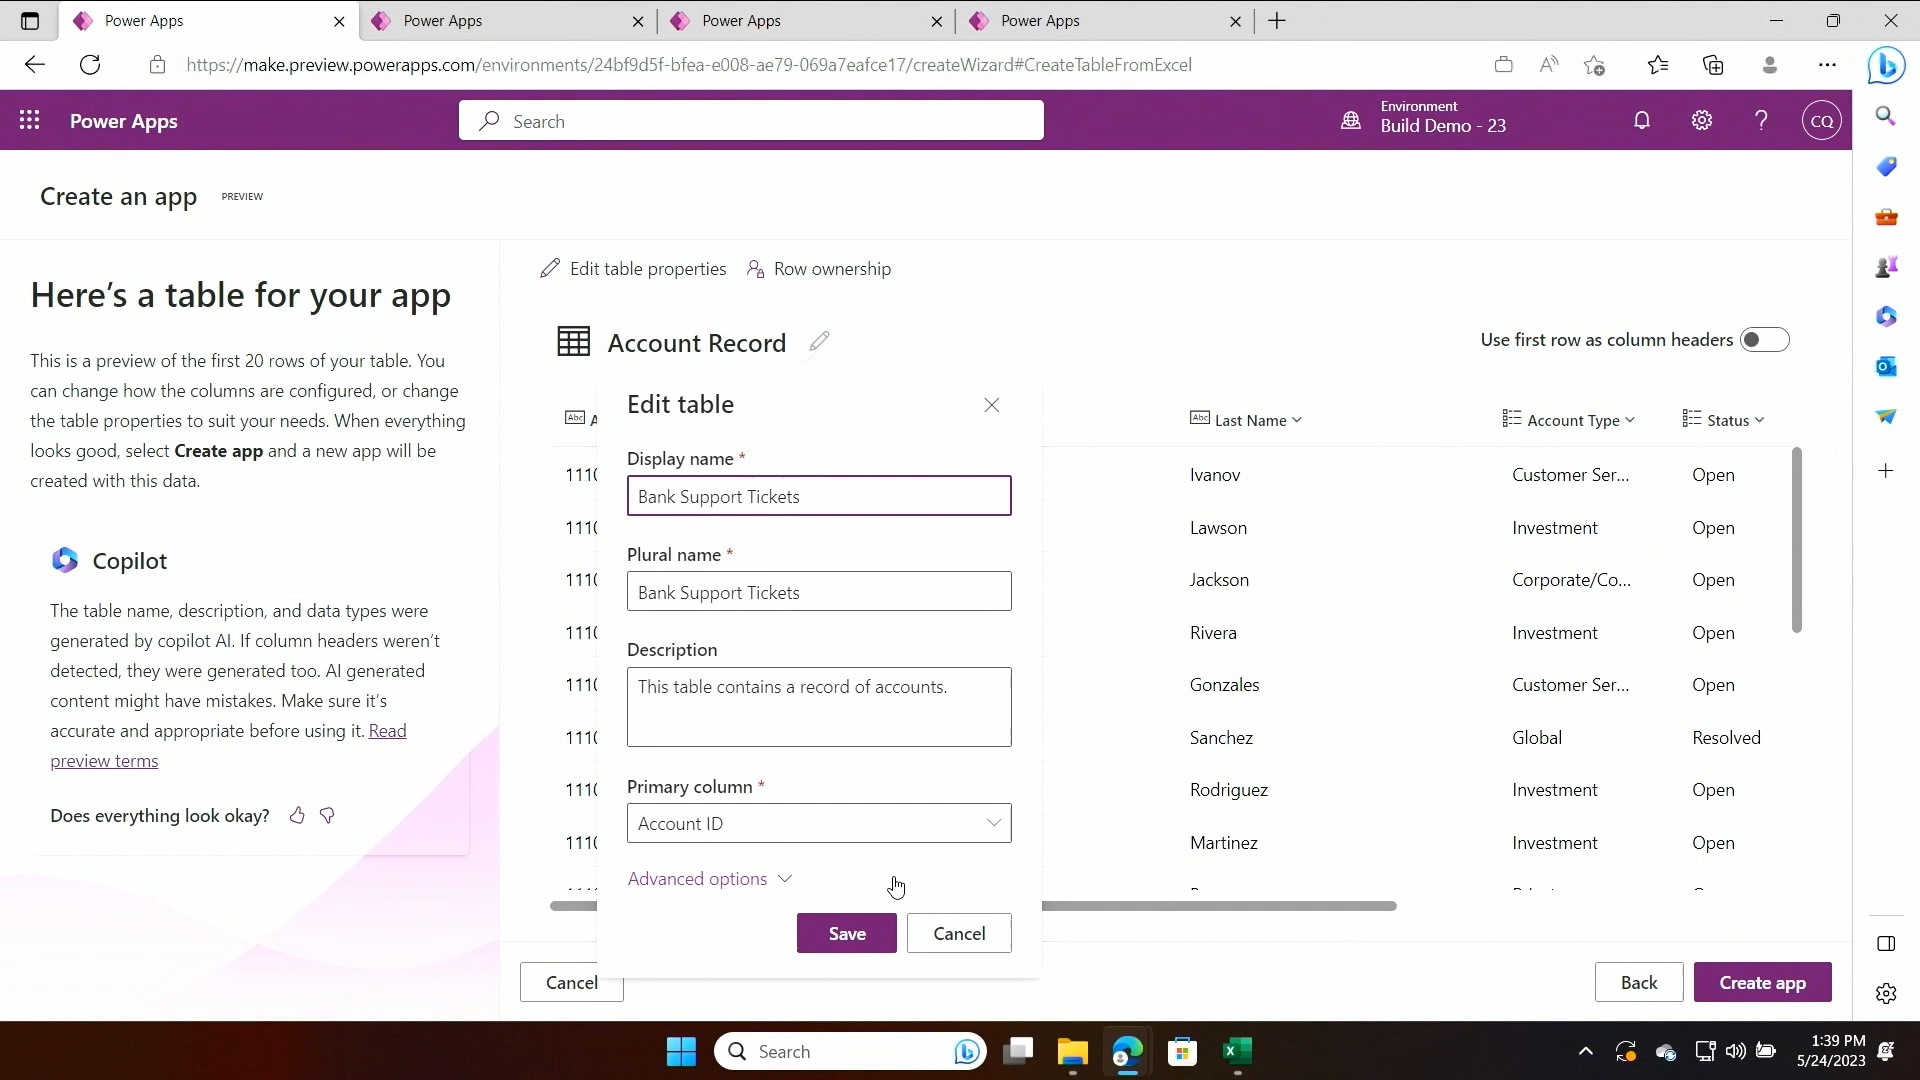 Power Apps
Power Apps
Power Apps
Power Apps
https://make.preview.powerapps.com/environments/24bf9d5f-bfea-e008-ae79-069a7eafce17/createWizard#CreateTableFromExcel
Power Apps
Search
Environment
Build Demo - 23
CQ
Create an app PREVIEW
Here's a table for your app
This is a preview of the first 20 rows of your table. You
can change how the columns are configured, or change
the table properties to suit your needs. When everything
looks good, select Create app and a new app will be
created with this data.
Copilot
The table name, description, and data types were
generated by copilot AI. If column headers weren't
detected, they were generated too. AI generated
content might have mistakes. Make sure it's
accurate and appropriate before using it. Read
preview terms
Does everything look okay?
Edit table properties
Row ownership
Account Record
Use first row as column headers
Abc A
Abc Last Name
Account Type
Status
1110
Ivanov
Customer Ser...
Open
1110
Lawson
Investment
Open
1110
Jackson
Corporate/Co...
Open
1110
Rivera
Investment
Open
1110
Gonzales
Customer Ser...
Open
1110
Sanchez
Global
Resolved
1110
Rodriguez
Investment
Open
1110
Martinez
Investment
Open
Edit table
Display name *
Bank Support Tickets
Plural name *
Bank Support Tickets
Description
This table contains a record of accounts.
Primary column *
Account ID
Advanced options
Save
Cancel
Cancel
Back
Create app
Search
1:39 PM
5/24/2023